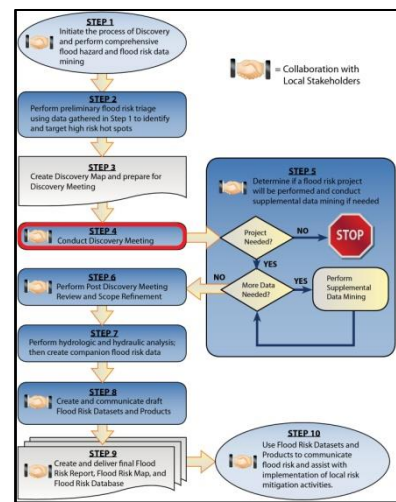 STEP 1
Initiate the process of Discovery
and perform comprehensive
flood hazard and flood risk data
mining
= Collaboration with
Local Stakeholders
STEP 2
Perform preliminary flood risk triage
using data gathered in Step 1 to identify
and target high risk hot spots
STEP 3
Create Discovery Map and prepare for
Discovery Meeting
STEP 4
Conduct Discovery Meeting
STEP 5
Determine if a flood risk project
will be performed and conduct
supplemental data mining if needed
Project
Needed?
NO
STOP
YES
More Data
Needed?
NO
YES
Perform
Supplemental
Data Mining
STEP 6
Perform Post Discovery Meeting
Review and Scope Refinement
STEP 7
Perform hydrologic and hydraulic analysis;
then create companion flood risk data
STEP 8
Create and communicate draft
Flood Risk Datasets and Products
STEP 9
Create and deliver final Flood
Risk Report, Flood Risk Map, and
Flood Risk Database
STEP 10
Use Flood Risk Datasets and
Products to communicate
flood risk and assist with
implementation of local risk
mitigation activities.